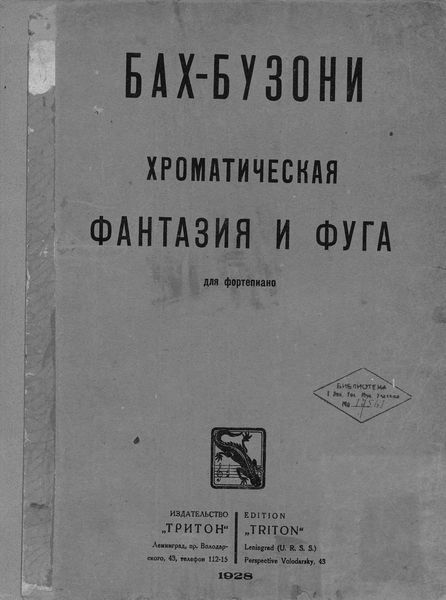 БАХ-БУЗОНИ
ХРОМАТИЧЕСКАЯ
ФАНТАЗИЯ И ФУГА
для фортепиано
БИБЛИОТЕКА
ИЗДАТЕЛЬСТВО
„ТРИТОН“
Ленинград, пр. Володар-
ского, 43, телефон 112-15
EDITION
„TRITON“
Leningrad (U. R. S. S.)
Perspective Volodarsky, 43
1928